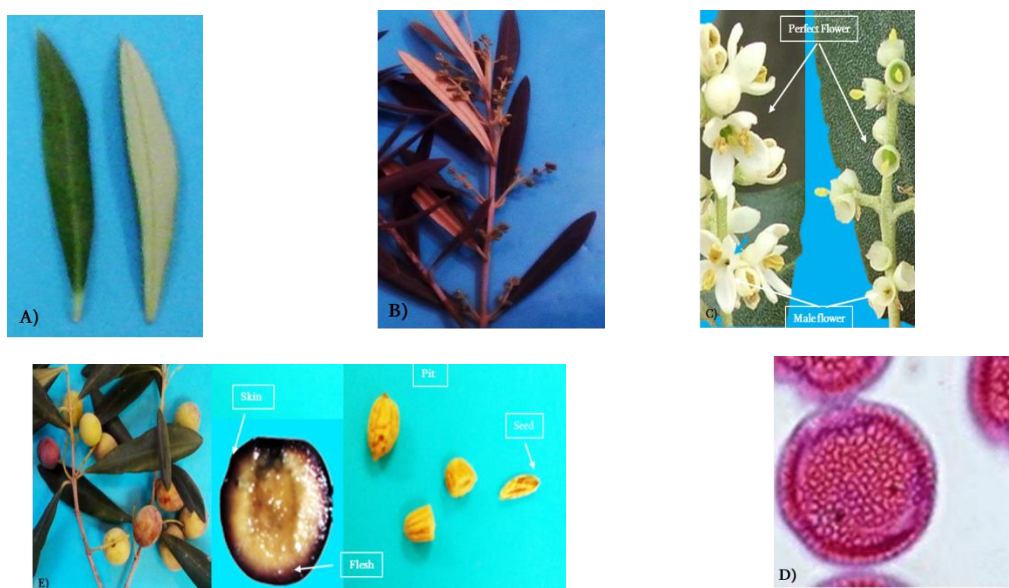 A)
B)
Perfect Flower
C)
Male flower
Pit
Skin
Seed
Flesh
E)
D)